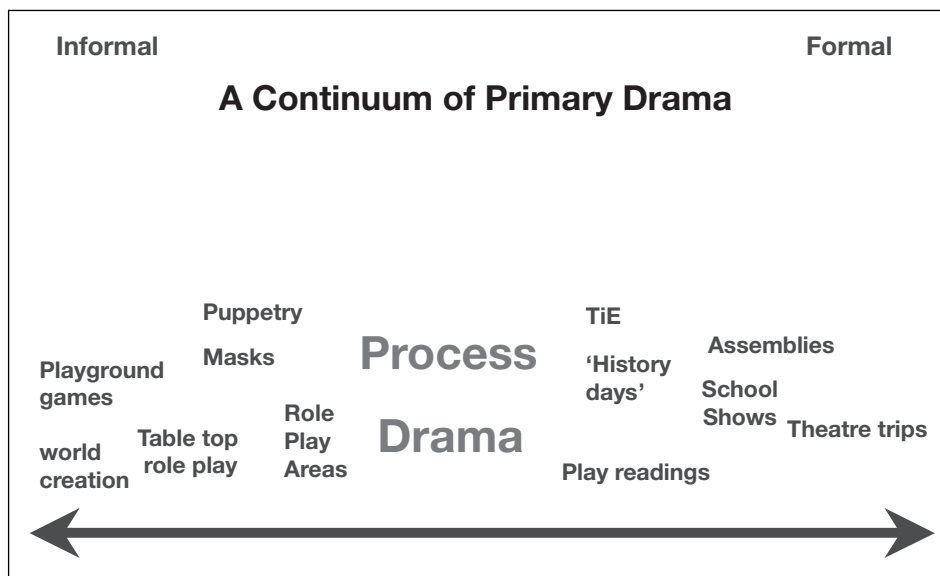 Informal
Formal
A Continuum of Primary Drama
Puppetry
Masks
Playground
games
world
creation
Table top
role play
Role
Play
Areas
Process
Drama
TiE
‘History
days’
Play readings
Assemblies
School
Shows
Theatre trips